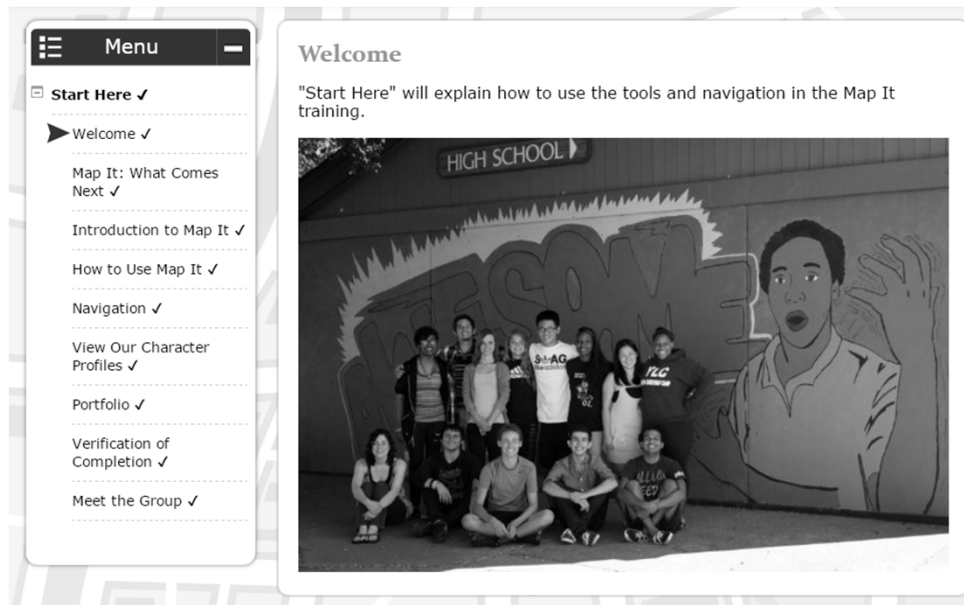 Menu
Start Here ✓
Welcome ✓
Map It: What Comes
Next ✓
Introduction to Map It ✓
How to Use Map It ✓
Navigation ✓
View Our Character
Profiles ✓
Portfolio ✓
Verification of
Completion ✓
Meet the Group ✓
Welcome
"Start Here" will explain how to use the tools and navigation in the Map It
training.
HIGH SCHOOL
AWESOME
YLC